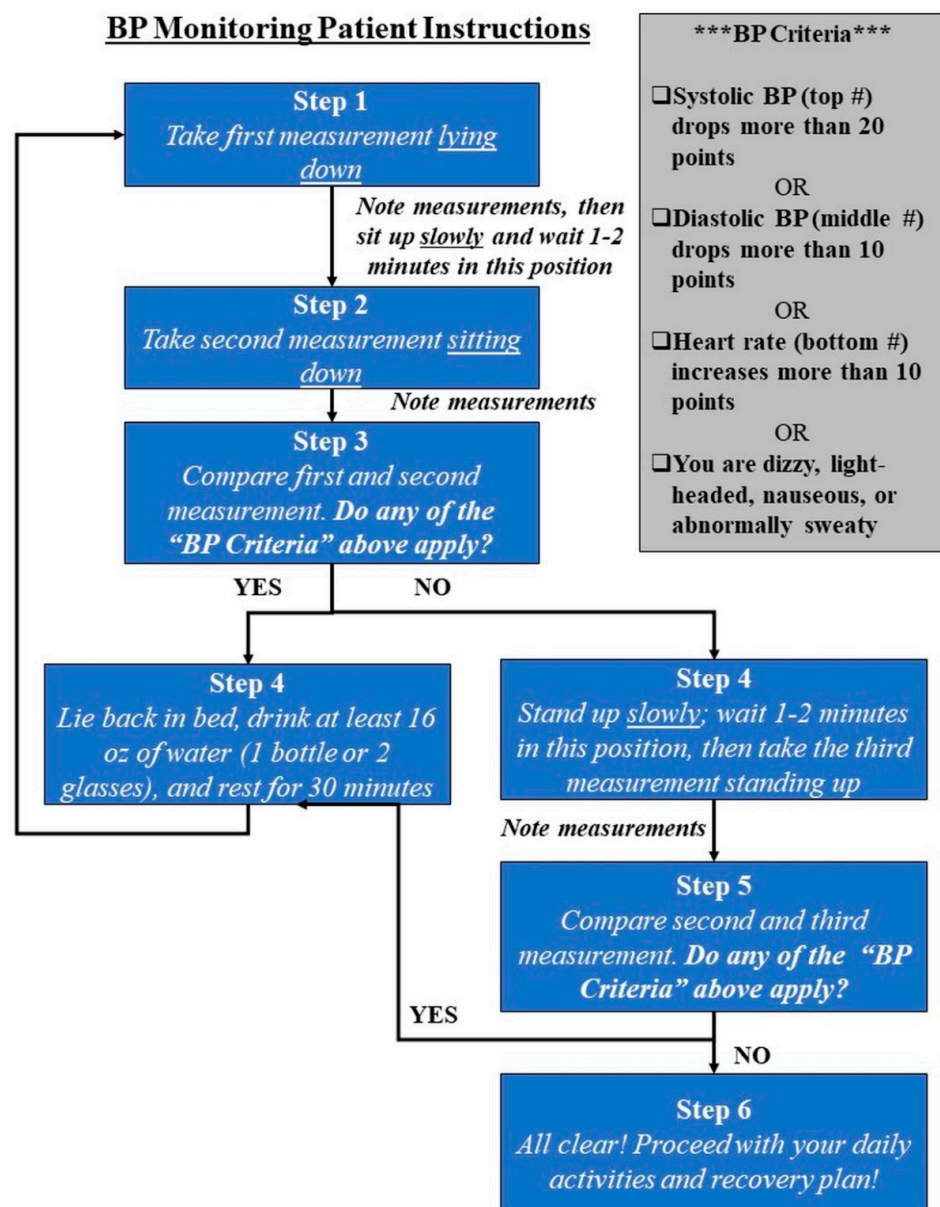 BP Monitoring Patient Instructions
***BP Criteria***
❑Systolic BP (top #)
drops more than 20
points
OR
❑Diastolic BP (middle #)
drops more than 10
points
OR
❑Heart rate (bottom #)
increases more than 10
points
OR
❑You are dizzy, light-
headed, nauseous, or
abnormally sweaty
Step 1
Take first measurement lying
down
Note measurements, then
sit up slowly and wait 1-2
minutes in this position
Step 2
Take second measurement sitting
down
Note measurements
Step 3
Compare first and second
measurement. Do any of the
“BP Criteria” above apply?
YES
NO
Step 4
Lie back in bed, drink at least 16
oz of water (1 bottle or 2
glasses), and rest for 30 minutes
Step 4
Stand up slowly; wait 1-2 minutes
in this position, then take the third
measurement standing up
Note measurements
Step 5
Compare second and third
measurement. Do any of the “BP
Criteria” above apply?
YES
NO
Step 6
All clear! Proceed with your daily
activities and recovery plan!